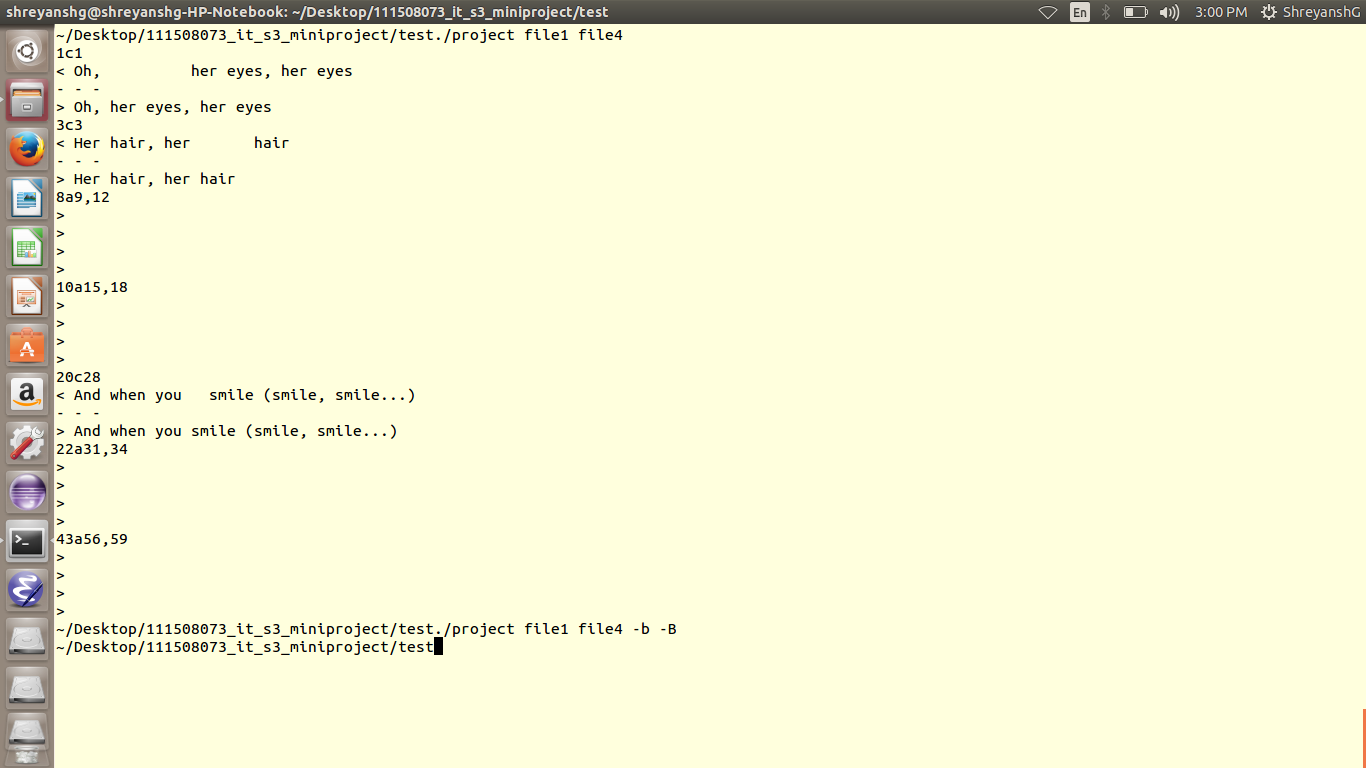 shreyanshg@shreyanshg-HP-Notebook: ~/Desktop/111508073_it_s3_miniproject/test En 3:00 PM ShreyanshG
~/Desktop/111508073_it_s3_miniproject/test./project file1 file4
1c1
< Oh,          her eyes, her eyes
- - -
> Oh, her eyes, her eyes
3c3
< Her hair, her       hair
- - -
> Her hair, her hair
8a9,12
>
>
>
>
10a15,18
>
>
>
>
20c28
< And when you   smile (smile, smile...)
- - -
> And when you smile (smile, smile...)
22a31,34
>
>
>
>
43a56,59
>
>
>
>
~/Desktop/111508073_it_s3_miniproject/test./project file1 file4 -b -B
~/Desktop/111508073_it_s3_miniproject/test